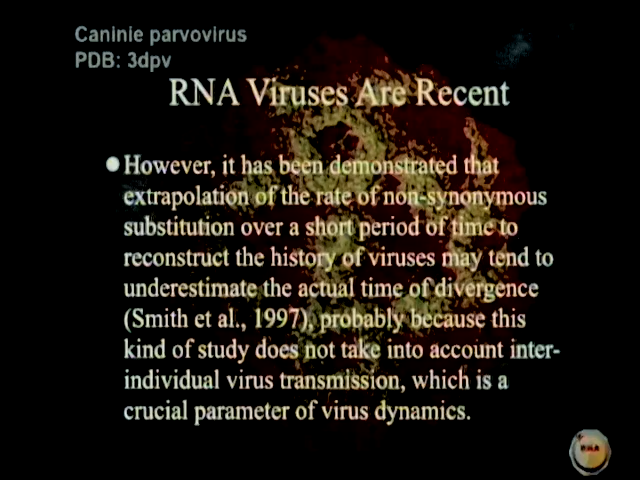 Caninie parvovirus
PDB: 3dpv
RNA Viruses Are Recent
However, it has been demonstrated that
extrapolation of the rate of non-synonymous
substitution over a short period of time to
reconstruct the history of viruses may tend to
underestimate the actual time of divergence
(Smith et al., 1997), probably because this
kind of study does not take into account inter-
individual virus transmission, which is a
crucial parameter of virus dynamics.